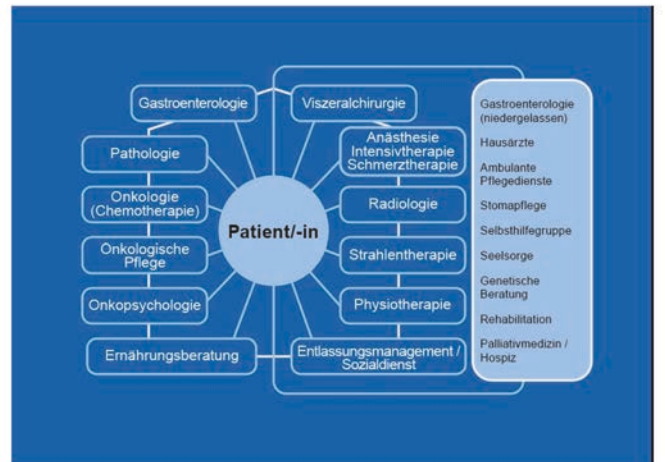 Gastroenterologie
Viszeralchirurgie
Pathologie
Anästhesie
Intensivtherapie
Schmerztherapie
Onkologie
(Chemotherapie)
Radiologie
Patient/-in
Onkologische
Pflege
Strahlentherapie
Onkopsychologie
Physiotherapie
Ernährungsberatung
Entlassungsmanagement /
Sozialdienst
Gastroenterologie
(niedergelassen)
Hausärzte
Ambulante
Pflegedienste
Stomapflege
Selbsthilfegruppe
Seelsorge
Genetische
Beratung
Rehabilitation
Palliativmedizin /
Hospiz